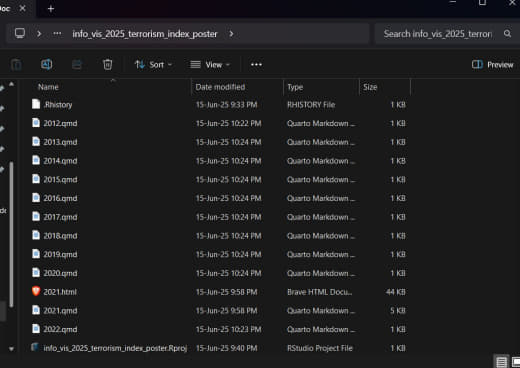 oc
info_vis_2025_terrorism_index_poster
Search info_vis_2025_terrori
Sort
View
Preview
Name Date modified Type Size
.Rhistory 15-Jun-25 9:33 PM RHISTORY File 1 KB
2012.qmd 15-Jun-25 10:22 PM Quarto Markdown ... 1 KB
2013.qmd 15-Jun-25 10:24 PM Quarto Markdown ... 1 KB
2014.qmd 15-Jun-25 10:24 PM Quarto Markdown ... 1 KB
2015.qmd 15-Jun-25 10:24 PM Quarto Markdown ... 1 KB
2016.qmd 15-Jun-25 10:24 PM Quarto Markdown ... 1 KB
2017.qmd 15-Jun-25 10:24 PM Quarto Markdown ... 1 KB
2018.qmd 15-Jun-25 10:24 PM Quarto Markdown ... 1 KB
2019.qmd 15-Jun-25 10:24 PM Quarto Markdown ... 1 KB
2020.qmd 15-Jun-25 10:24 PM Quarto Markdown ... 1 KB
2021.html 15-Jun-25 9:58 PM Brave HTML Docu... 44 KB
2021.qmd 15-Jun-25 9:58 PM Quarto Markdown ... 5 KB
2022.qmd 15-Jun-25 10:23 PM Quarto Markdown ... 1 KB
info_vis_2025_terrorism_index_poster.Rproj 15-Jun-25 9:40 PM RStudio Project File 1 KB